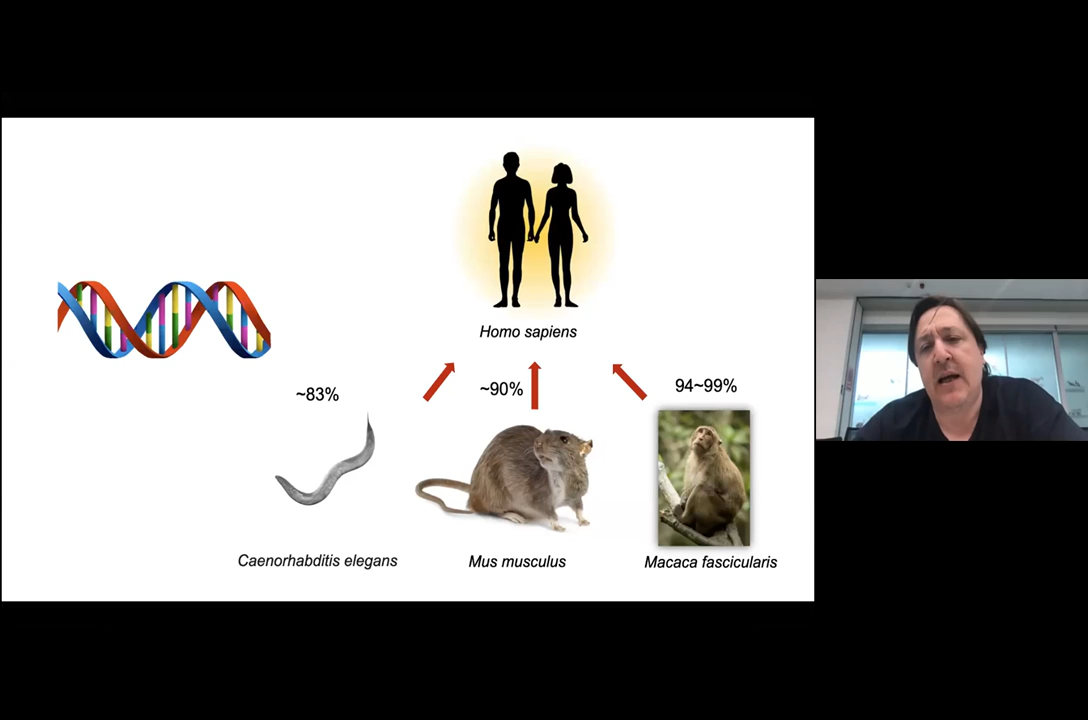 Homo sapiens
~83%
~90%
94~99%
Caenorhabditis elegans
Mus musculus
Macaca fascicularis